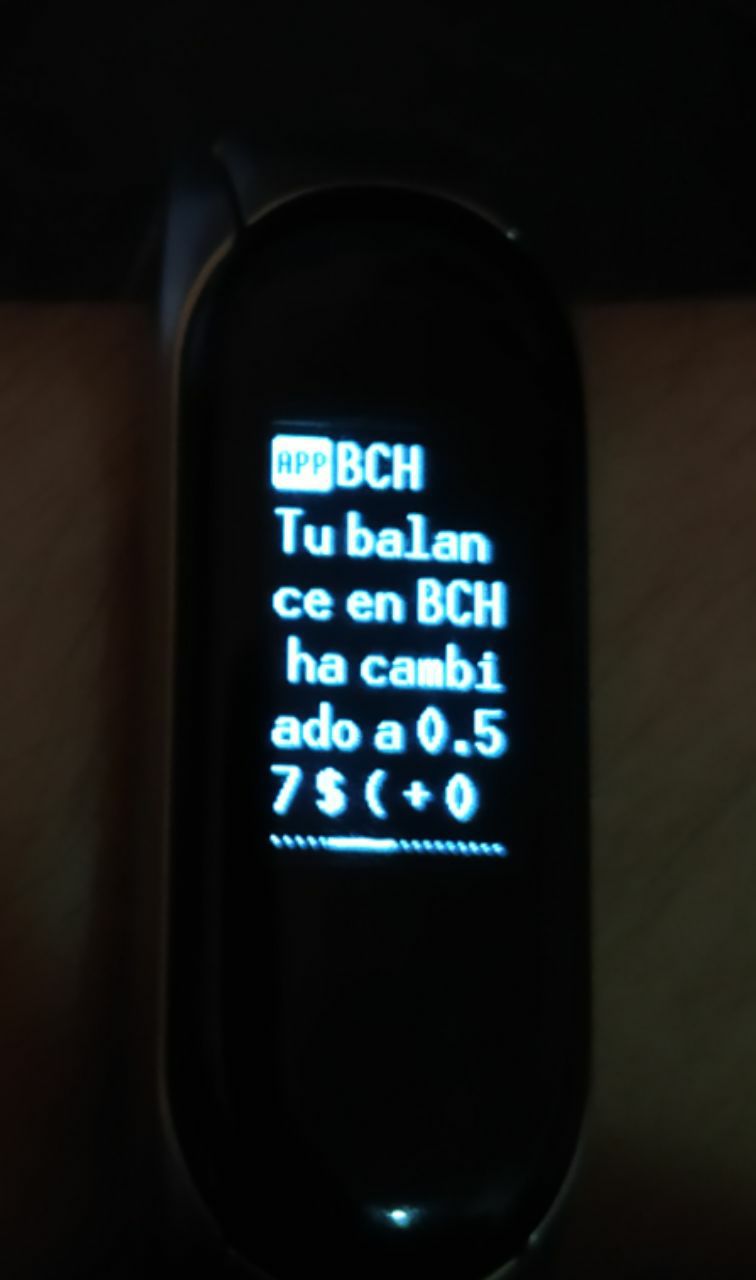 APP BCH
Tu balan
ce en BCH
ha cambi
ado a 0.5
7 $ ( + 0